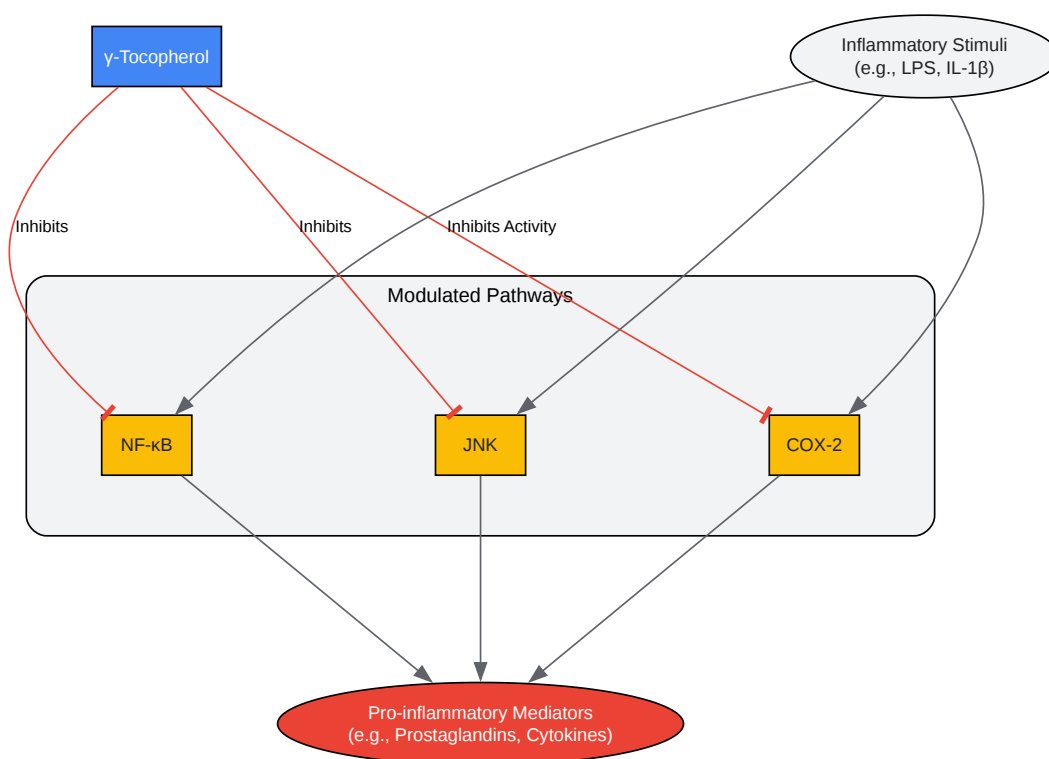 γ-Tocopherol
Inflammatory Stimuli
(e.g., LPS, IL-1β)
Inhibits
Inhibits
Inhibits Activity
Modulated Pathways
NF-κB
JNK
COX-2
Pro-inflammatory Mediators
(e.g., Prostaglandins, Cytokines)